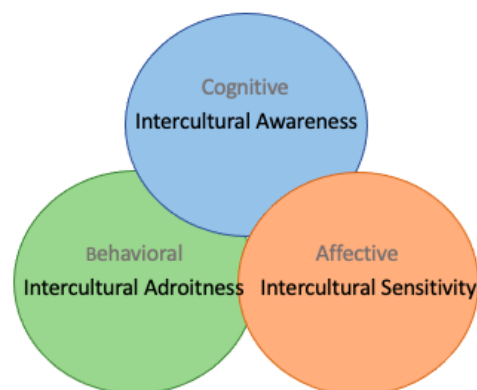 Cognitive
Intercultural Awareness
Behavioral
Intercultural Adroitness
Affective
Intercultural Sensitivity